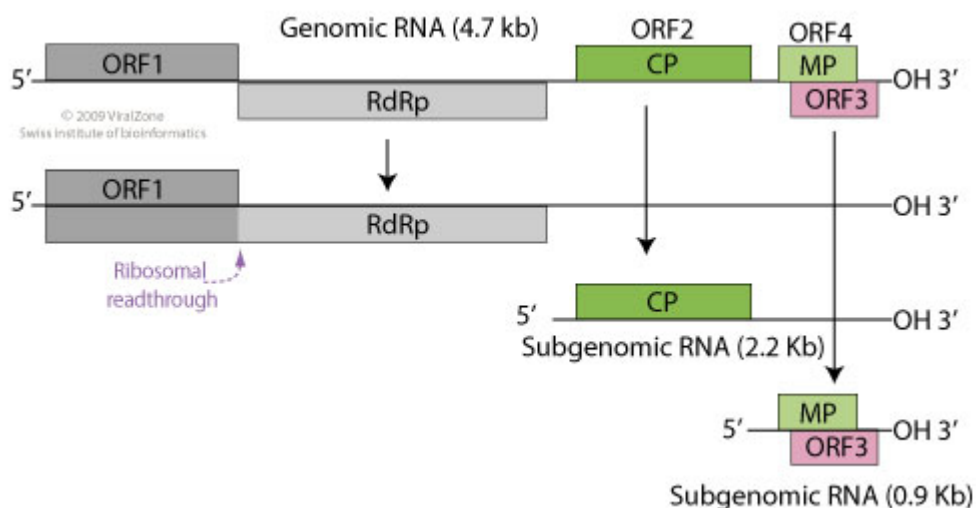 Genomic RNA (4.7 kb)
ORF2
ORF4
5′ ORF1 CP MP OH 3′
RdRp ORF3
© 2009 ViralZone
Swiss institute of bioinformatics
5′ ORF1 OH 3′
RdRp
Ribosomal
readthrough
CP
5′ OH 3′
Subgenomic RNA (2.2 Kb)
MP
5′ OH 3′
ORF3
Subgenomic RNA (0.9 Kb)